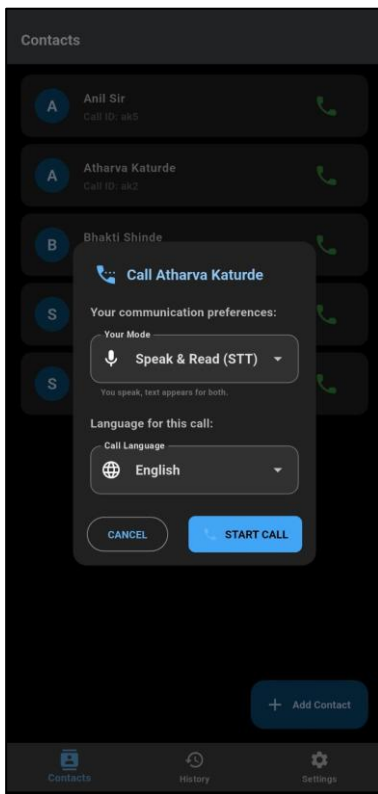 Contacts
A
Anil Sir
Call ID: ak5
A
Atharva Katurde
Call ID: ak2
B
Bhakti Shinde
S
S
Call Atharva Katurde
Your communication preferences:
Your Mode
Speak & Read (STT)
You speak, text appears for both.
Language for this call:
Call Language
English
CANCEL
START CALL
+ Add Contact
Contacts
History
Settings